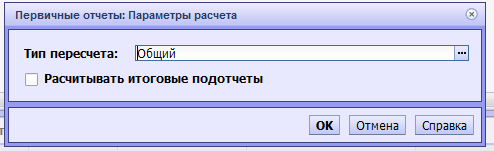 Первичные отчеты: Параметры расчета
Тип пересчета: Общий ...
Расчитывать итоговые подотчеты
OK Отмена Справка